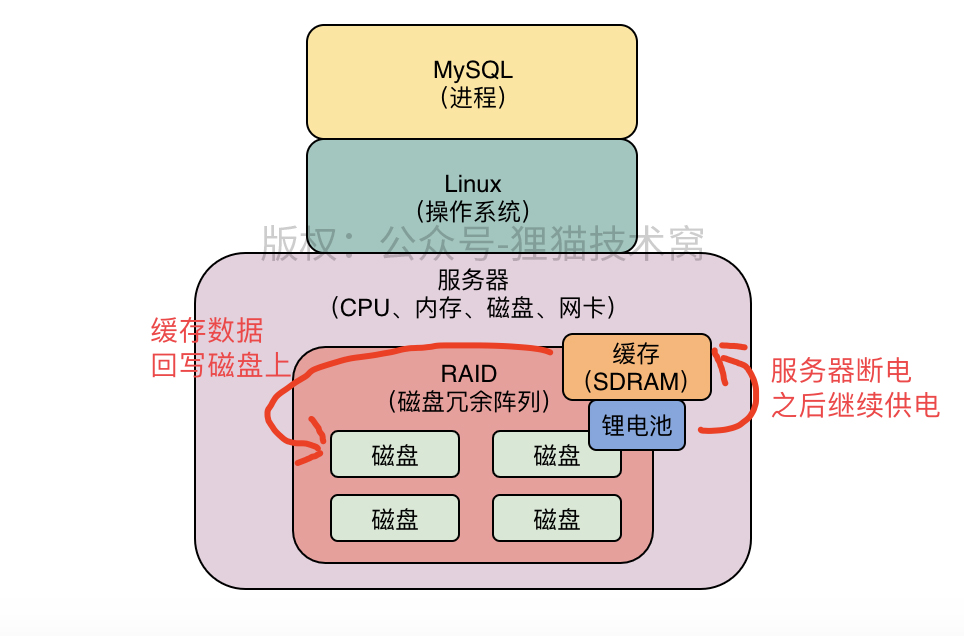 MySQL
（进程）
Linux
（操作系统）
版权：公众号-狸猫技术窝
服务器
（CPU、内存、磁盘、网卡）
缓存数据
回写磁盘上
缓存
（SDRAM）
服务器断电
之后继续供电
RAID
（磁盘冗余阵列）
锂电池
磁盘
磁盘
磁盘
磁盘